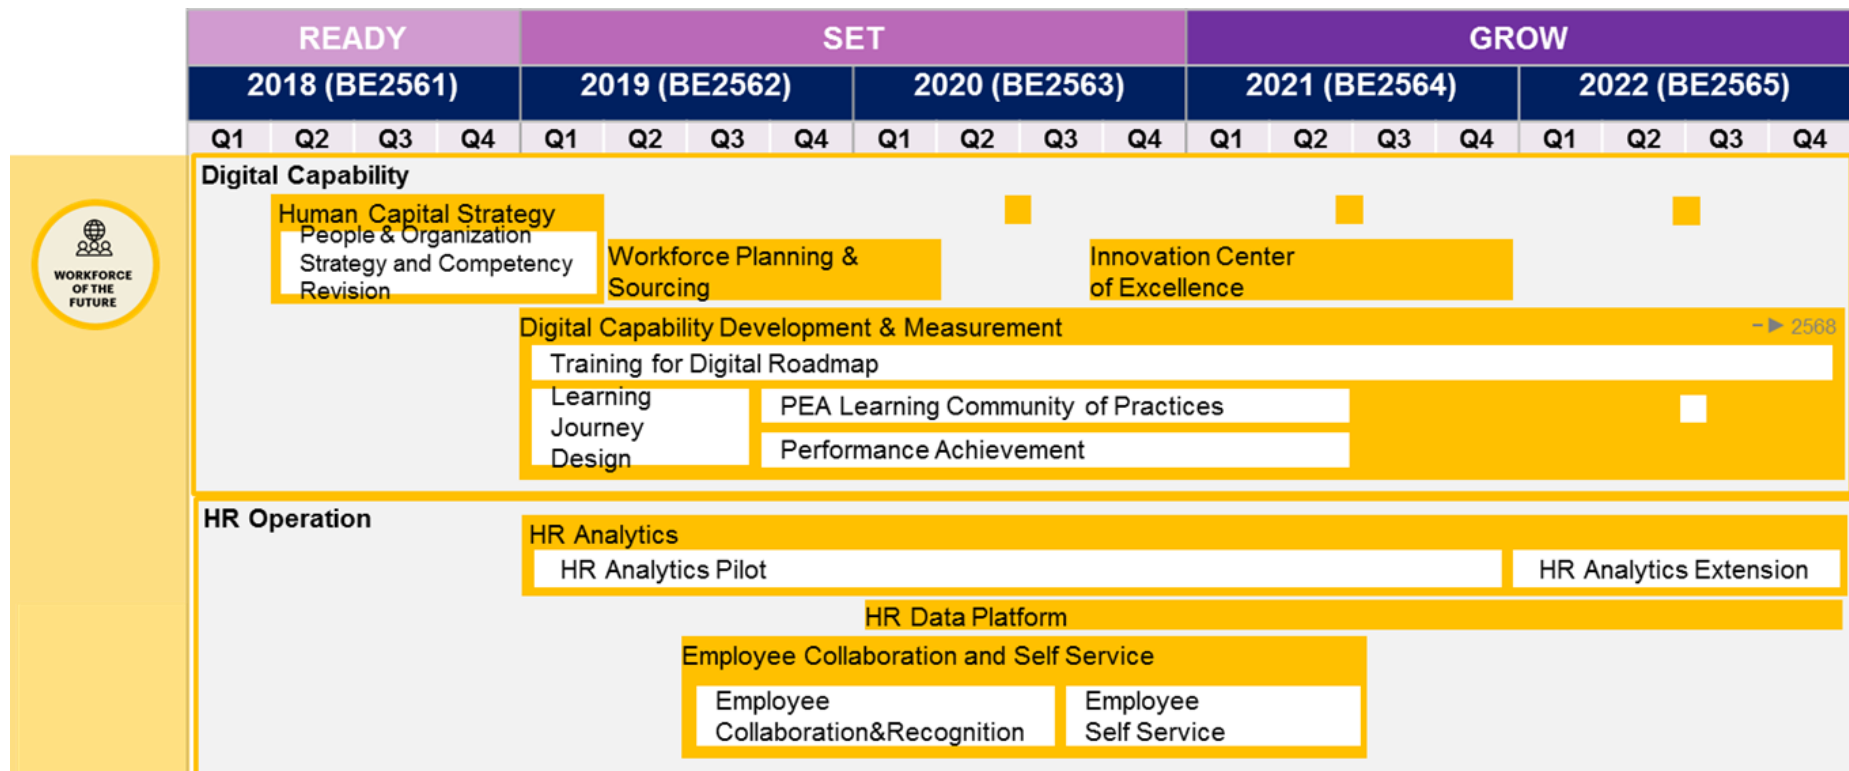 READY SET GROW
2018 (BE2561) 2019 (BE2562) 2020 (BE2563) 2021 (BE2564) 2022 (BE2565)
Q1 Q2 Q3 Q4 Q1 Q2 Q3 Q4 Q1 Q2 Q3 Q4 Q1 Q2 Q3 Q4 Q1 Q2 Q3 Q4
WORKFORCE
OF THE
FUTURE
Digital Capability
Human Capital Strategy
People & Organization
Strategy and Competency
Revision
Workforce Planning &
Sourcing
Innovation Center
of Excellence
Digital Capability Development & Measurement
2568
Training for Digital Roadmap
Learning
Journey
Design
PEA Learning Community of Practices
Performance Achievement
HR Operation
HR Analytics
HR Analytics Pilot
HR Analytics Extension
HR Data Platform
Employee Collaboration and Self Service
Employee
Collaboration&Recognition
Employee
Self Service